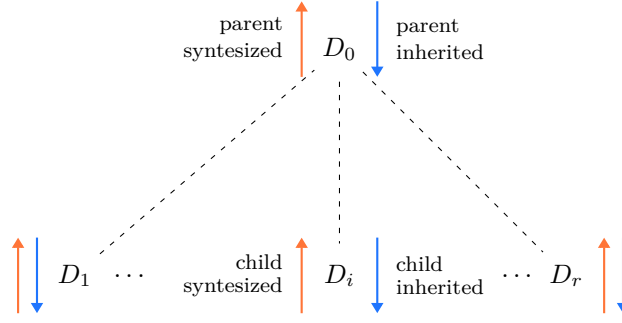 parent
syntesized
D₀
parent
inherited
D₁ ···
child
syntesized
Dᵢ
child
inherited
··· Dᵣ